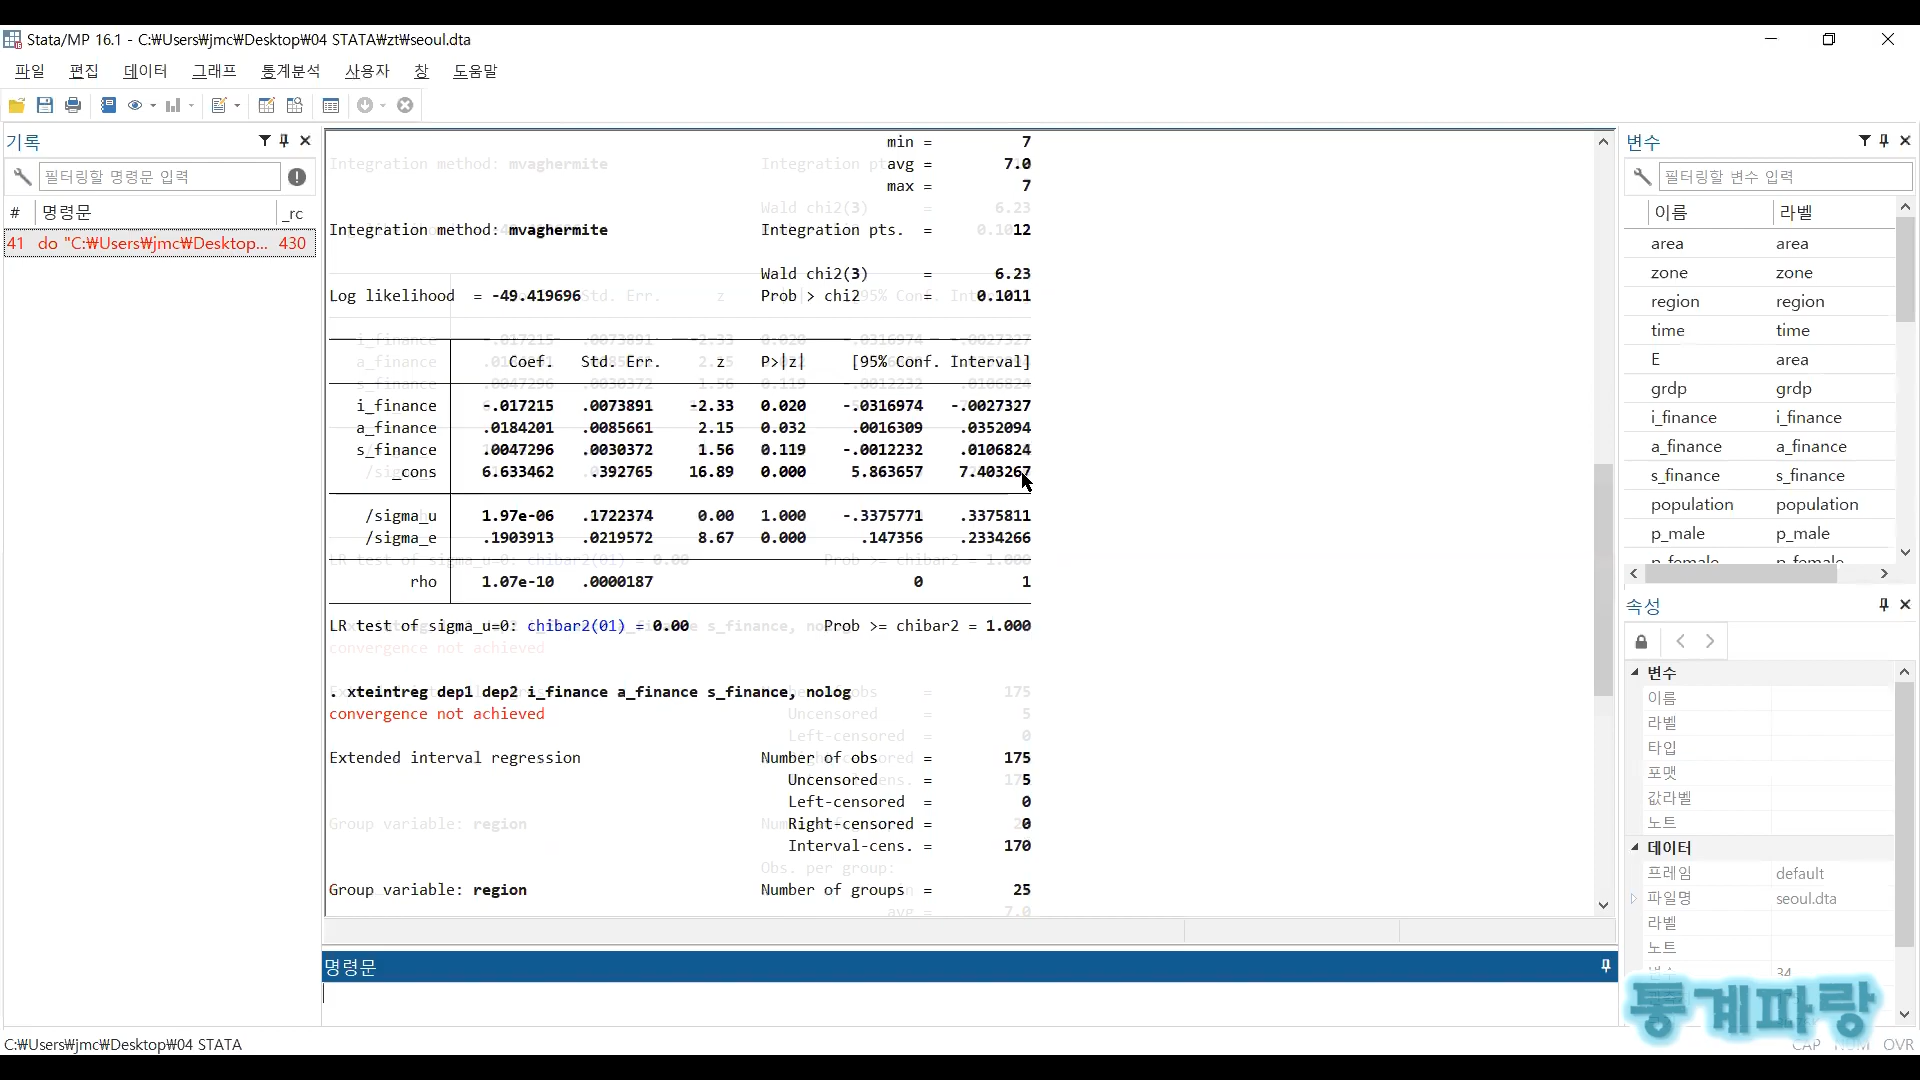 Stata/MP 16.1 - C:₩Users₩jmc₩Desktop₩04 STATA₩zt₩seoul.dta
파일 편집 데이터 그래프 통계분석 사용자 창 도움말
기록
필터링할 명령문 입력
# 명령문 _rc
41 do "C:₩Users₩jmc₩Desktop... 430
min = 7
avg = 7.0
max = 7
Integration method: mvaghermite Integration pts. = 12
Wald chi2(3) = 6.23
Log likelihood = -49.419696 Prob > chi2 = 0.1011
Coef. Std. Err. z P>|z| [95% Conf. Interval]
i_finance -.017215 .0073891 -2.33 0.020 -.0316974 -.0027327
a_finance .0184201 .0085661 2.15 0.032 .0016309 .0352094
s_finance .0047296 .0030372 1.56 0.119 -.0012232 .0106824
_cons 6.633462 .392765 16.89 0.000 5.863657 7.403267
/sigma_u 1.97e-06 .1722374 0.00 1.000 -.3375771 .3375811
/sigma_e .1903913 .0219572 8.67 0.000 .147356 .2334266
rho 1.07e-10 .0000187 0 1
LR test of sigma_u=0: chibar2(01) = 0.00 Prob >= chibar2 = 1.000
. xteintreg dep1 dep2 i_finance a_finance s_finance, nolog
convergence not achieved
Extended interval regression Number of obs = 175
Uncensored = 5
Left-censored = 0
Right-censored = 0
Interval-cens. = 170
Group variable: region Number of groups = 25
명령문
변수
필터링할 변수 입력
이름 라벨
area area
zone zone
region region
time time
E area
grdp grdp
i_finance i_finance
a_finance a_finance
s_finance s_finance
population population
p_male p_male
p_female p_female
속성
변수
이름
라벨
타입
포맷
값라벨
노트
데이터
프레임 default
파일명 seoul.dta
라벨
노트
변수 34
통계파랑
C:₩Users₩jmc₩Desktop₩04 STATA
CAP NUM OVR